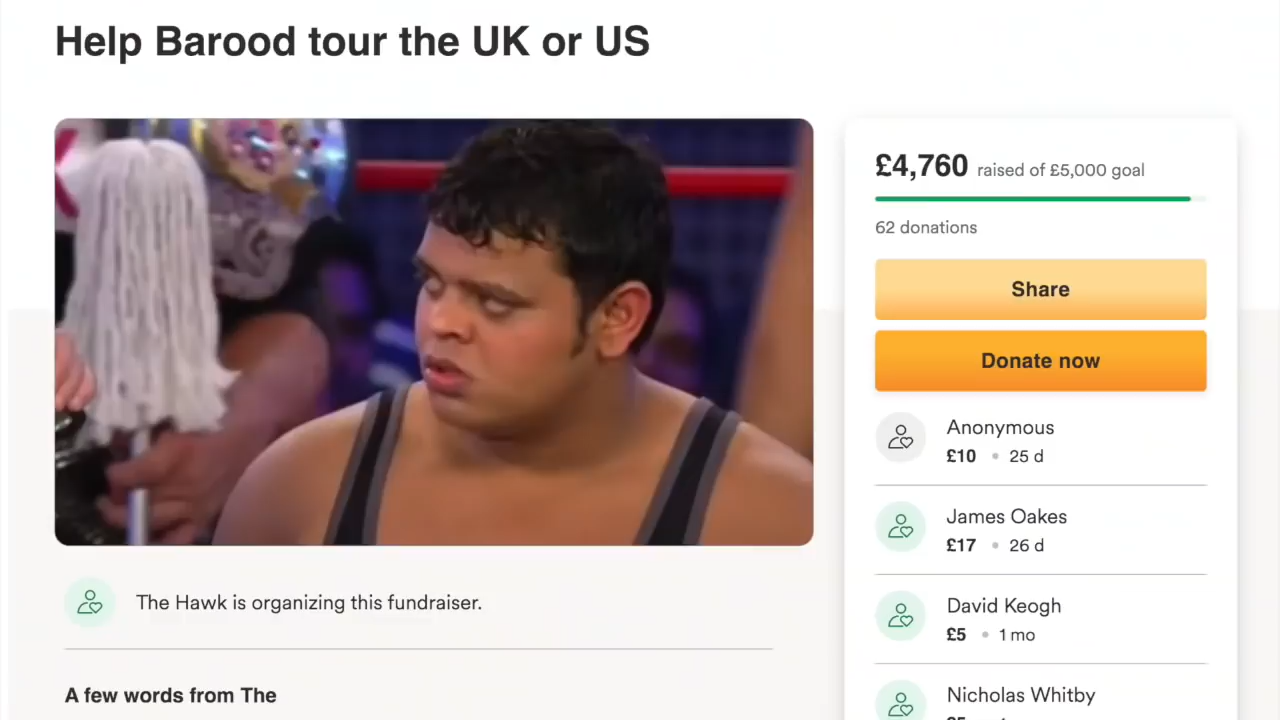 Help Barood tour the UK or US
£4,760 raised of £5,000 goal
62 donations
Share
Donate now
Anonymous
£10 • 25 d
James Oakes
£17 • 26 d
David Keogh
£5 • 1 mo
Nicholas Whitby
The Hawk is organizing this fundraiser.
A few words from The